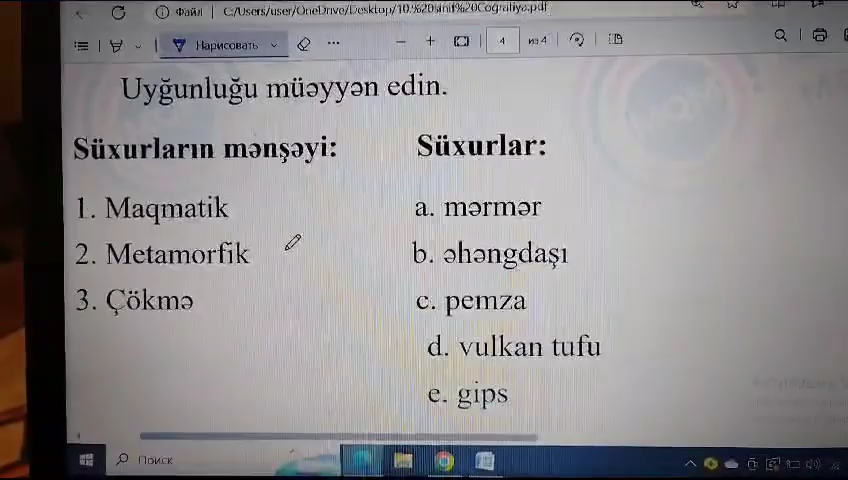 Файл | C:/Users/user/OneDrive/Desktop/10.%20sinif%20Coğrafiya.pdf
Нарисовать 4 из 4
Uyğunluğu müəyyən edin.
Süxurların mənşəyi: Süxurlar:
1. Maqmatik a. mərmər
2. Metamorfik b. əhəngdaşı
3. Çökmə c. pemza
d. vulkan tufu
e. gips
Поиск